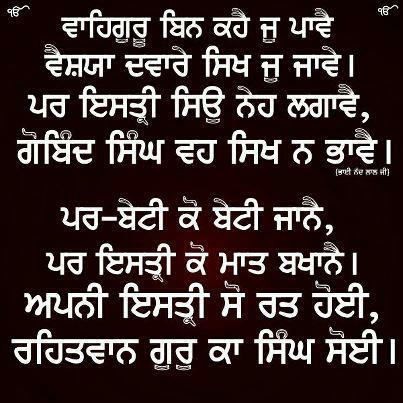 ੴ ੴ
ਵਾਹਿਗੁਰੂ ਬਿਨ ਕਹੈ ਜੁ ਪਾਵੈ
ਵੈਸ਼ਯਾ ਦਵਾਰੇ ਸਿਖ ਜੁ ਜਾਵੇ।
ਪਰ ਇਸਤ੍ਰੀ ਸਿਉ ਨੇਹ ਲਗਾਵੈ,
ਗੋਬਿੰਦ ਸਿੰਘ ਵਹ ਸਿਖ ਨ ਭਾਵੈ।
(ਭਾਈ ਨੰਦ ਲਾਲ ਜੀ)
ਪਰ-ਬੇਟੀ ਕੋ ਬੇਟੀ ਜਾਨੈ,
ਪਰ ਇਸਤ੍ਰੀ ਕੋ ਮਾਤ ਬਖਾਨੈ।
ਅਪਨੀ ਇਸਤ੍ਰੀ ਸੋ ਰਤ ਹੋਈ,
ਰਹਿਤਵਾਨ ਗੁਰੂ ਕਾ ਸਿੰਘ ਸੋਈ।